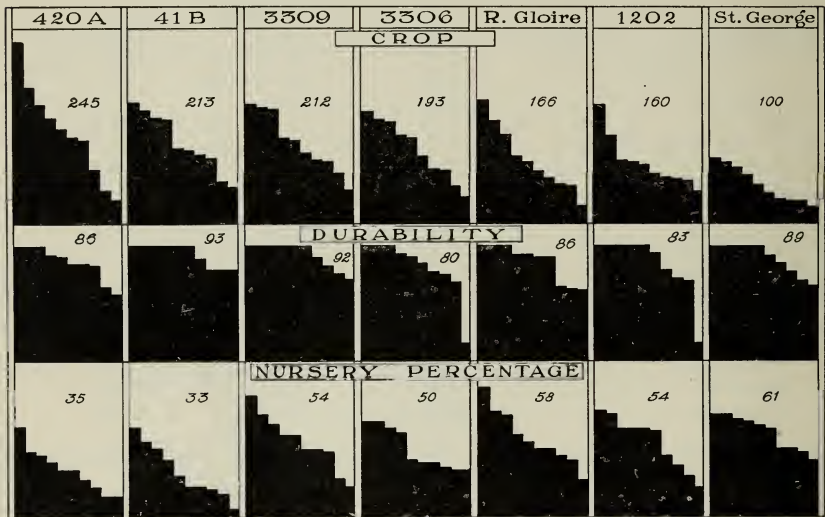 420 A 41 B 3309 3306 R. Gloire 1202 St. George
CROP
245 213 212 193 166 160 100
DURABILITY
86 93 92 80 86 83 89
NURSERY PERCENTAGE
35 33 54 50 58 54 61